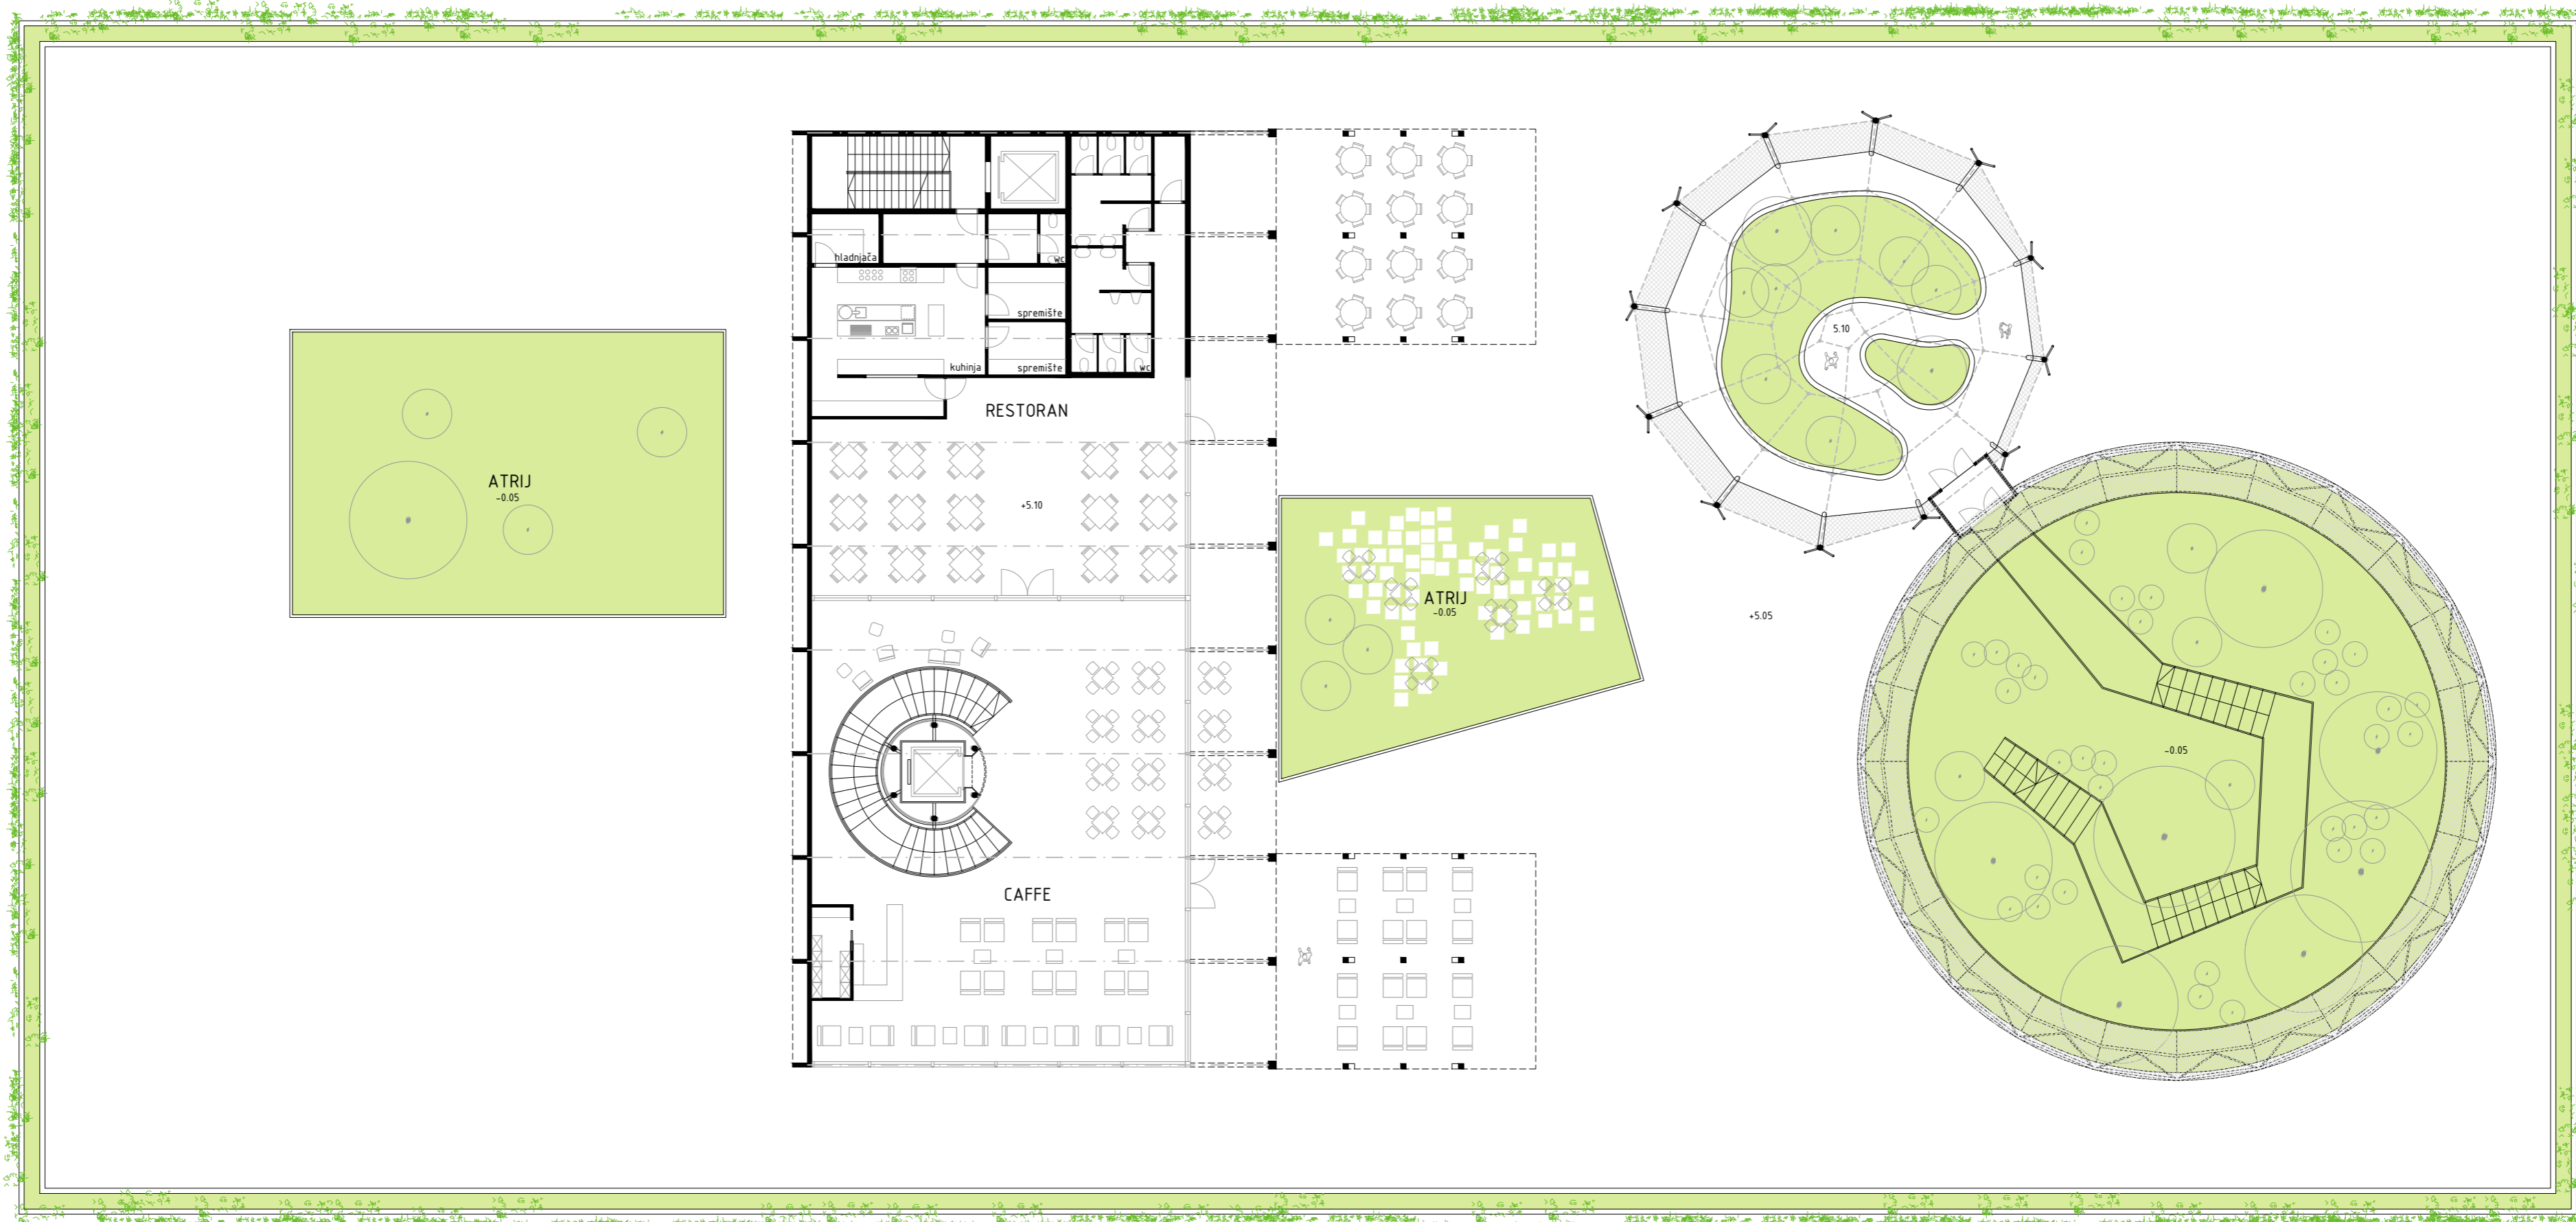 hladnjača
wc
spremište
kuhinja
spremište
wc
RESTORAN
+5.10
CAFFE
ATRIJ
-0.05
ATRIJ
-0.05
5.10
+5.05
-0.05